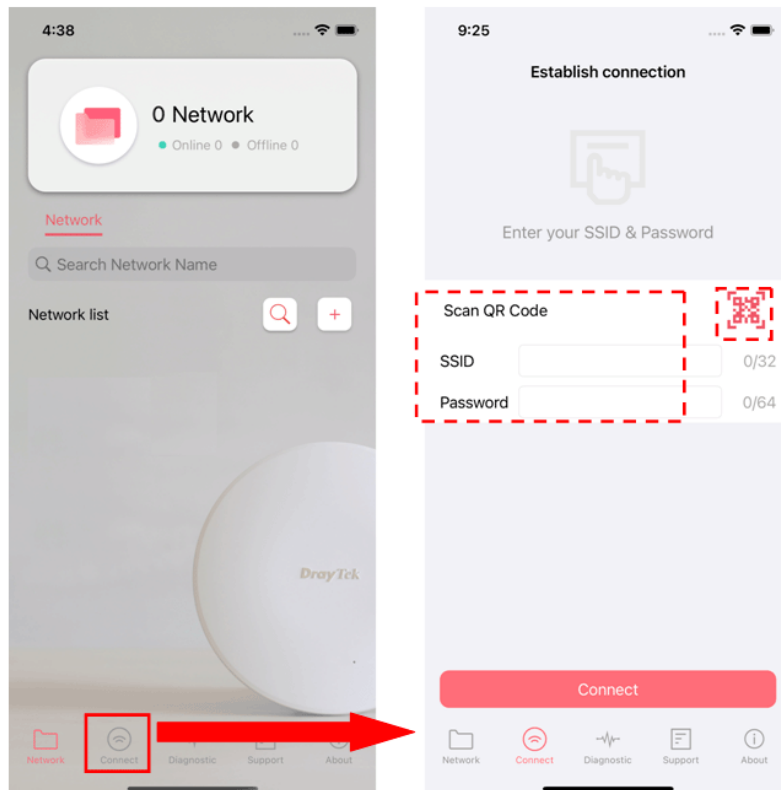 4:38
0 Network
Online 0 Offline 0
Network
Search Network Name
Network list
DrayTek
Network Connect Diagnostic Support About
9:25
Establish connection
Enter your SSID & Password
Scan QR Code
SSID 0/32
Password 0/64
Connect
Network Connect Diagnostic Support About